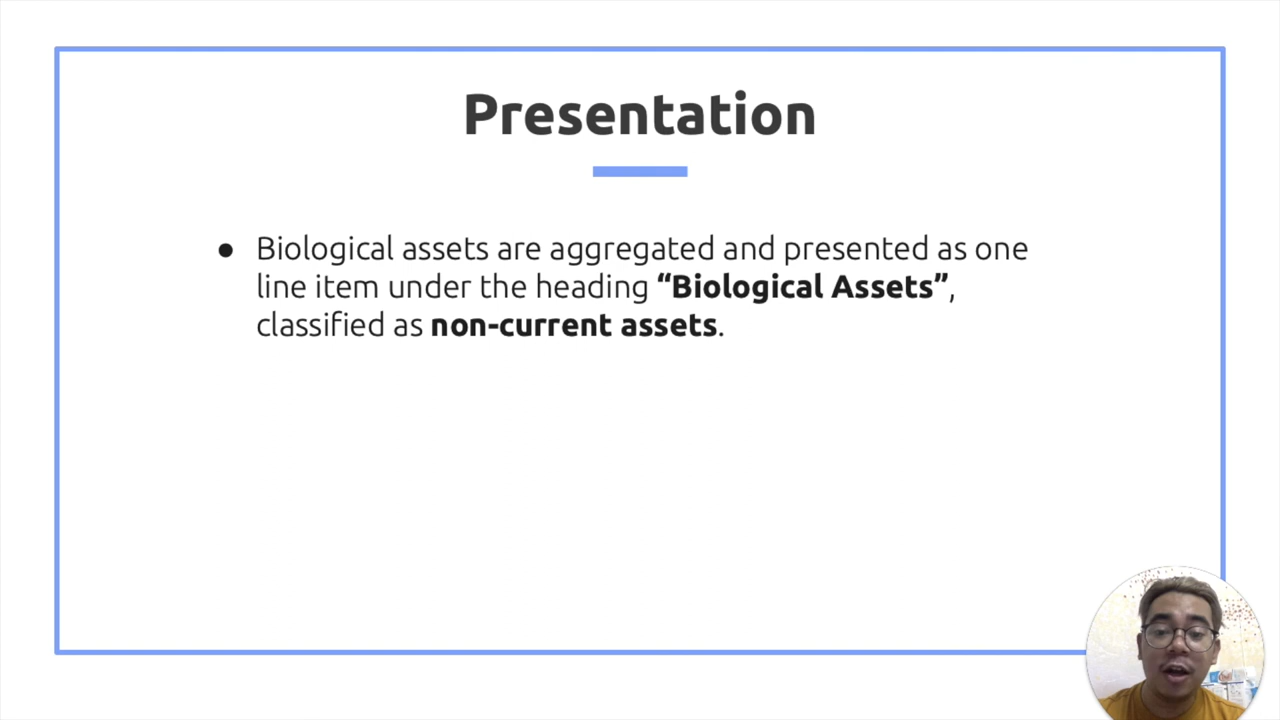 Presentation
● Biological assets are aggregated and presented as one
line item under the heading “Biological Assets”,
classified as non-current assets.